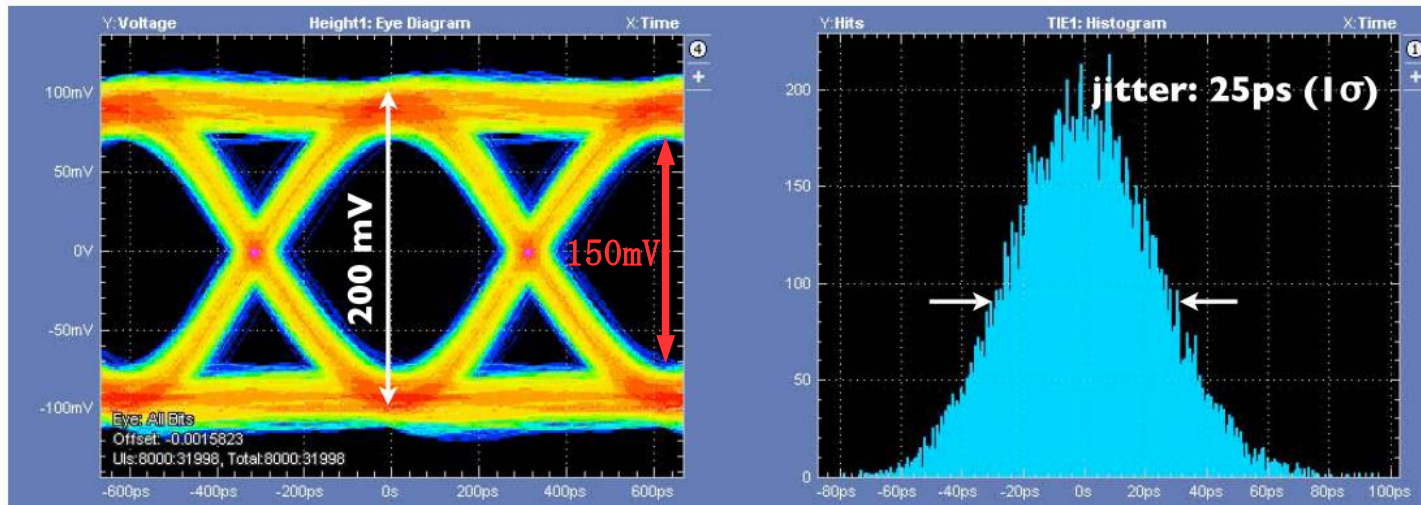 Y:Voltage Height1: Eye Diagram X:Time
4
+
100mV
50mV
0V
-50mV
-100mV
200 mV
150mV
Eye: All Bits
Offset: -0.0015823
UIs:8000:31998, Total:8000:31998
-600ps -400ps -200ps 0s 200ps 400ps 600ps
Y:Hits TIE1: Histogram X:Time
1
+
jitter: 25ps (1σ)
200
150
100
50
0
-80ps -60ps -40ps -20ps 0s 20ps 40ps 60ps 80ps 100ps